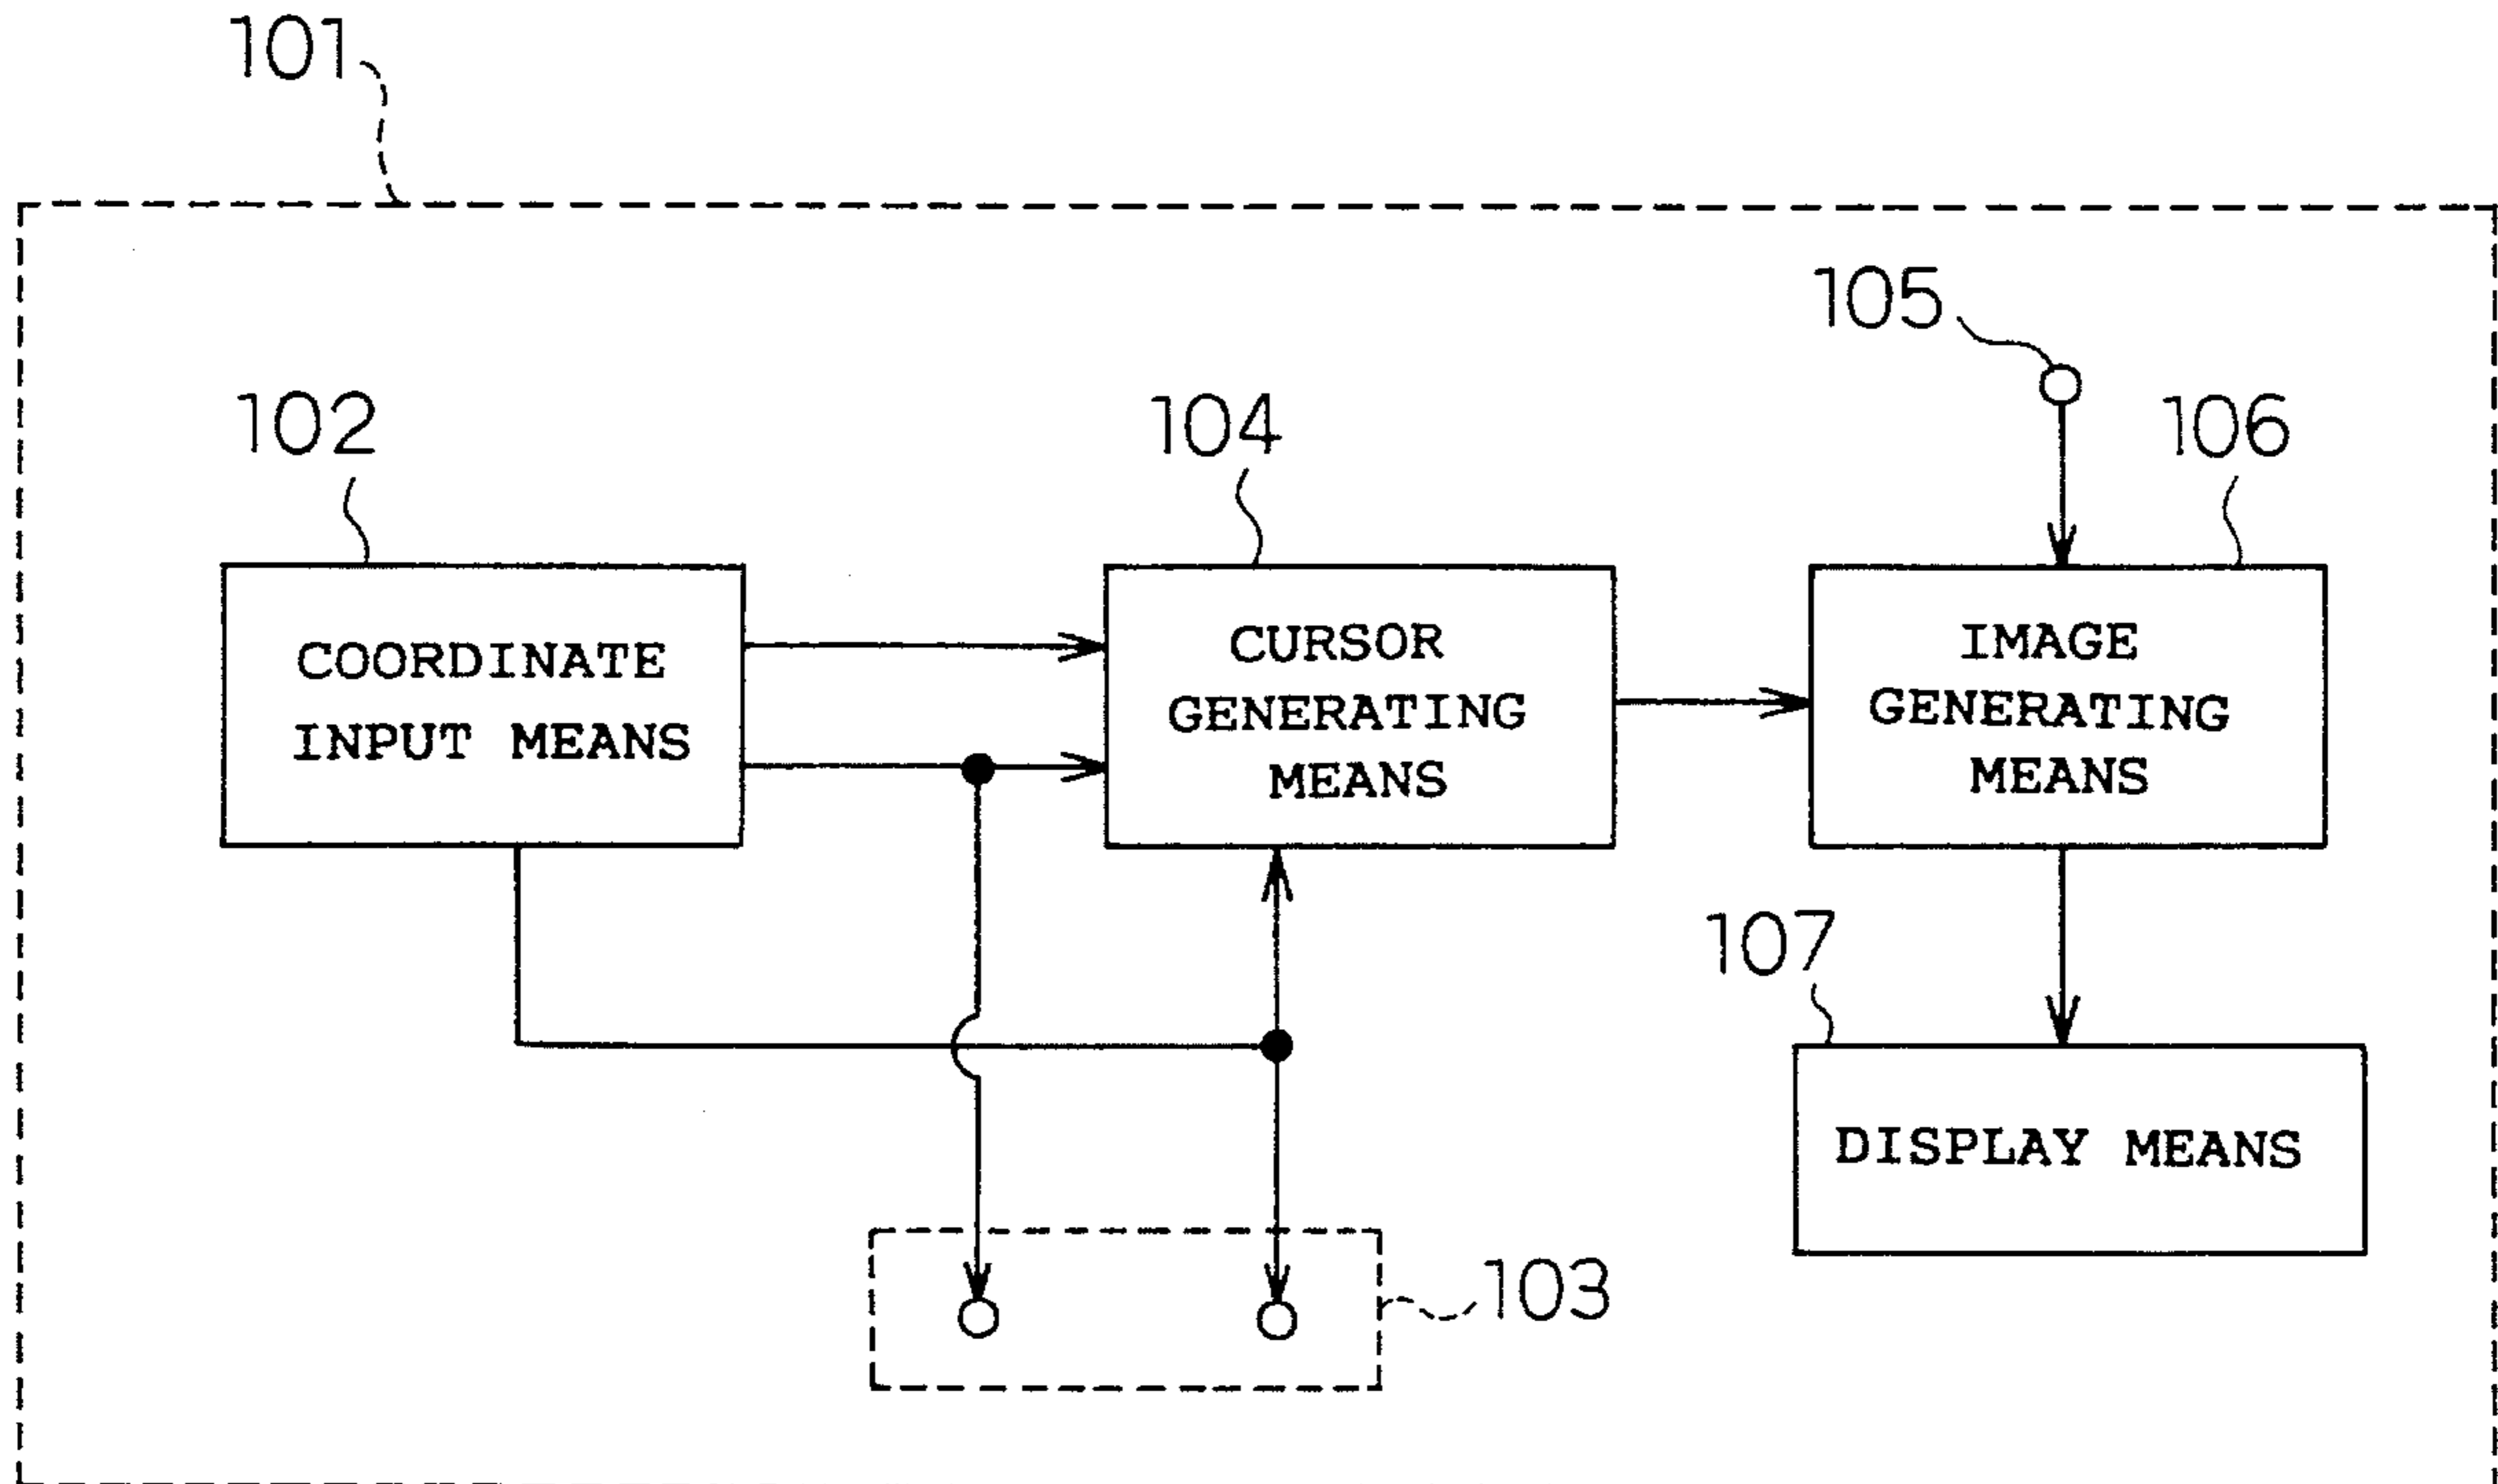 101
105
102
104
106
COORDINATE
INPUT MEANS
CURSOR
GENERATING
MEANS
IMAGE
GENERATING
MEANS
107
DISPLAY MEANS
103